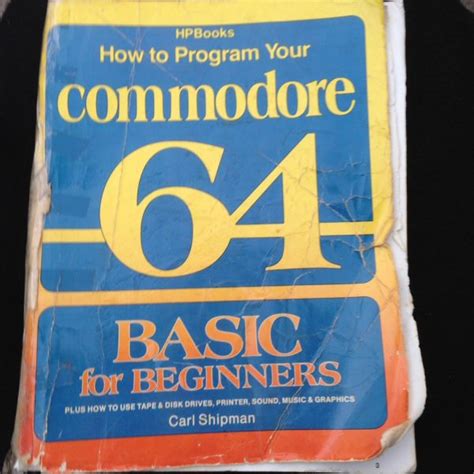 HPBooks
How to Program Your
commodore
64
BASIC
for BEGINNERS
PLUS HOW TO USE TAPE & DISK DRIVES, PRINTER, SOUND, MUSIC & GRAPHICS
Carl Shipman